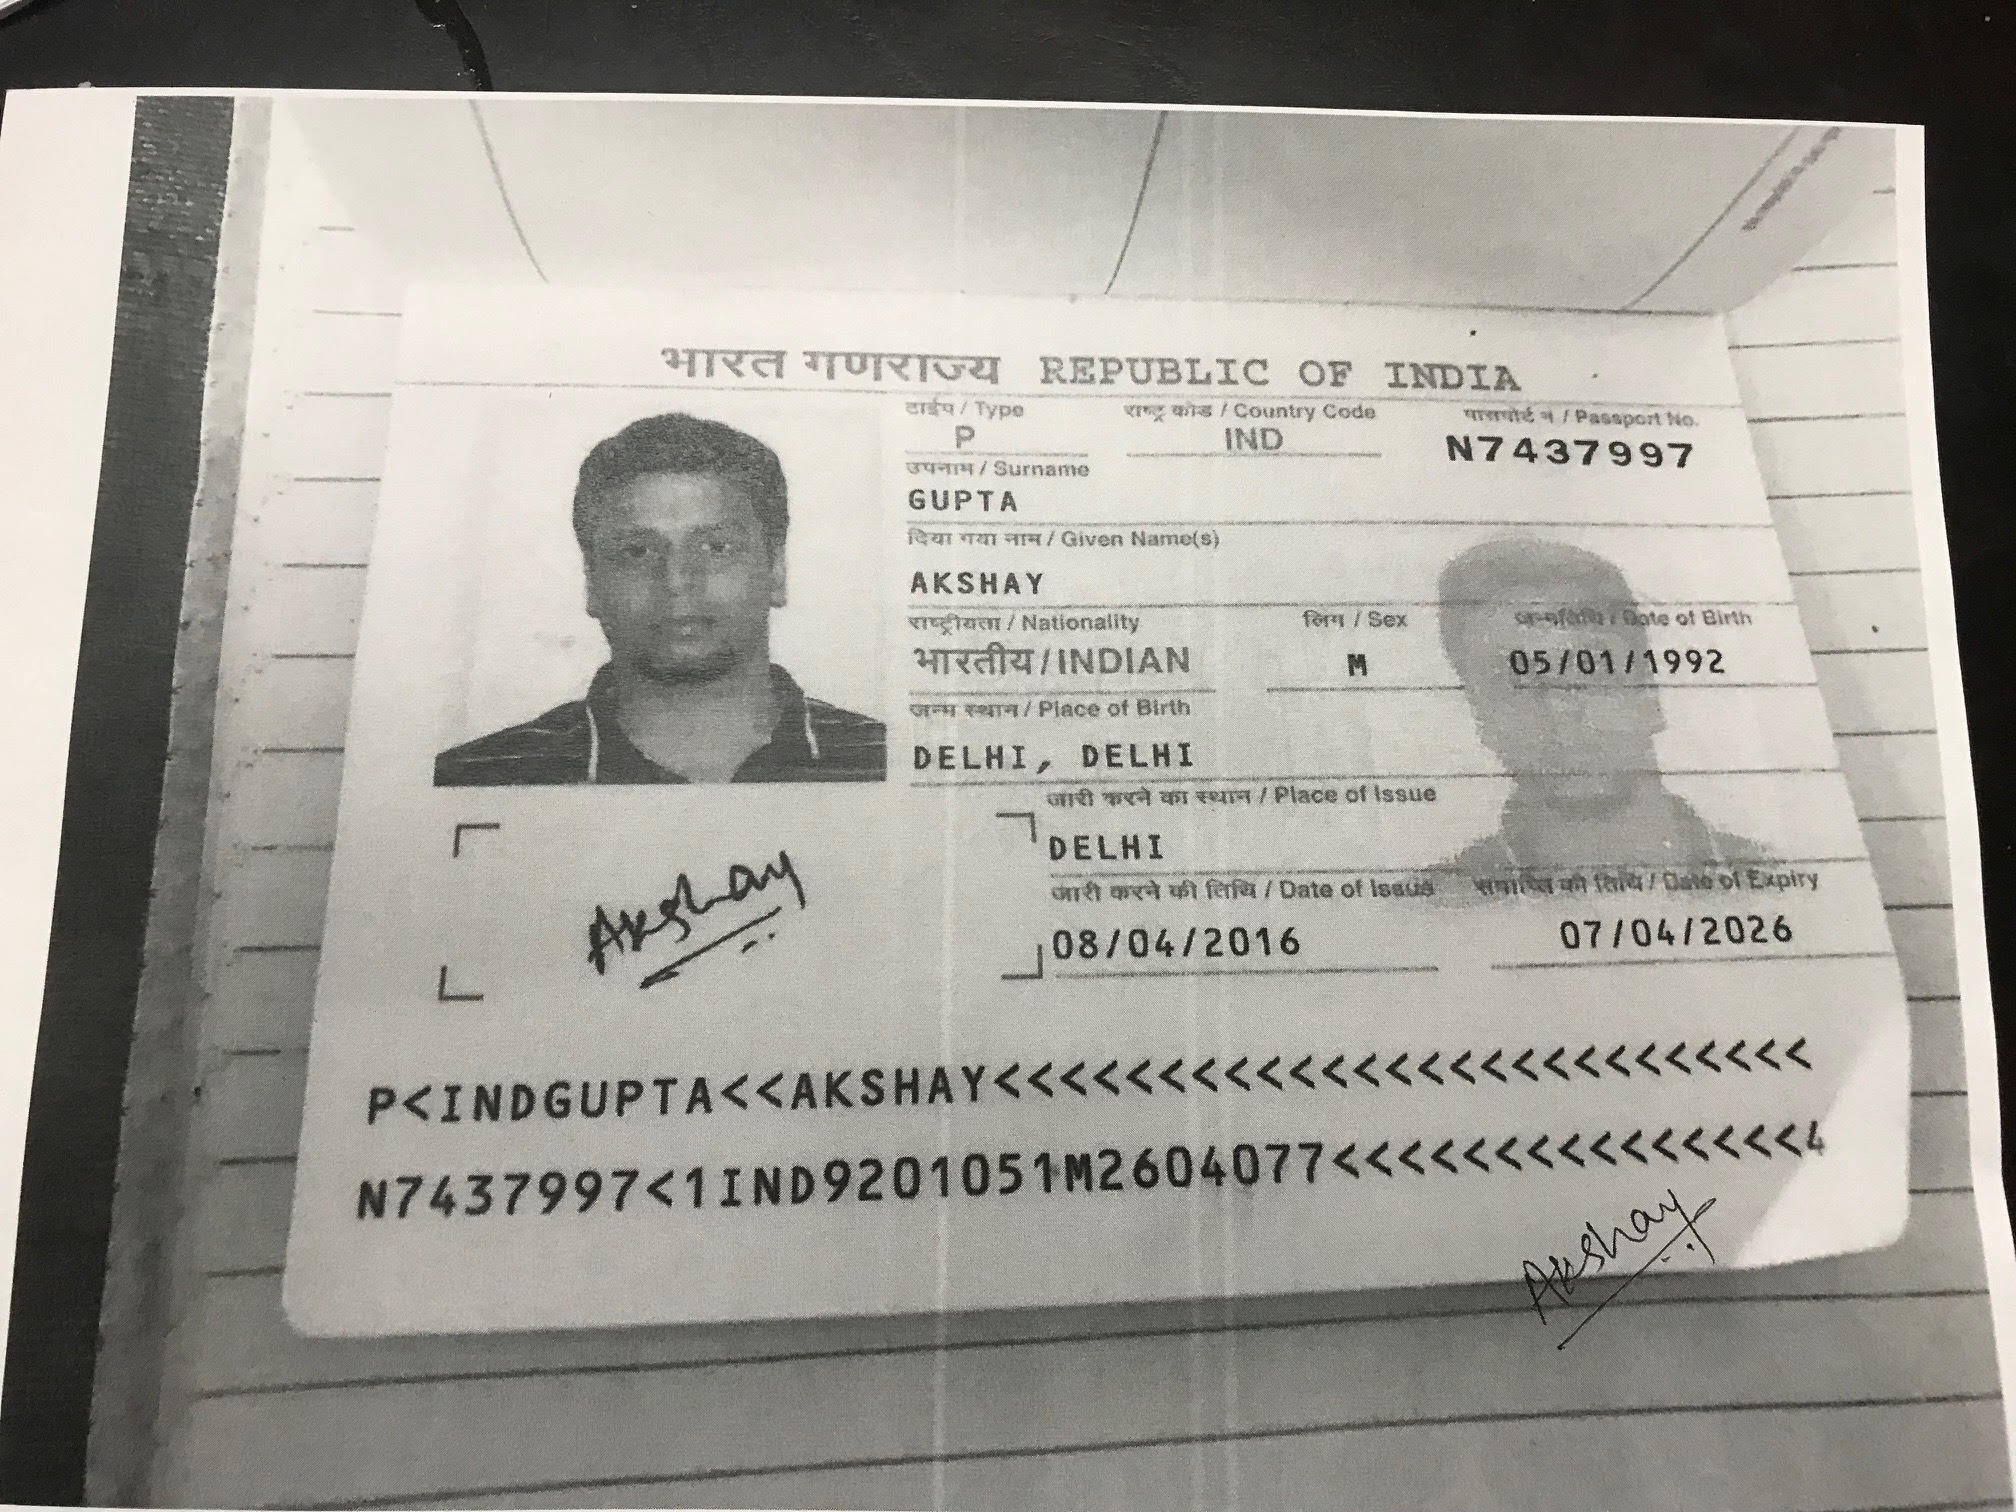 भारत गणराज्य REPUBLIC OF INDIA
टाईप / Type राष्ट्र कोड / Country Code पासपोर्ट न / Passport No.
P IND N7437997
उपनाम / Surname
GUPTA
दिया गया नाम / Given Name(s)
AKSHAY
राष्ट्रीयता / Nationality लिंग / Sex जन्मतिथि / Date of Birth
भारतीय/INDIAN M 05/01/1992
जन्म स्थान / Place of Birth
DELHI, DELHI
जारी करने का स्थान / Place of Issue
DELHI
Akshay
जारी करने की तिथि / Date of Issue समाप्ति की तिथि / Date of Expiry
08/04/2016 07/04/2026
P<INDGUPTA<<AKSHAY<<<<<<<<<<<<<<<<<<<<<<<<<<
N7437997<1IND9201051M2604077<<<<<<<<<<<<<<<4
Akshay